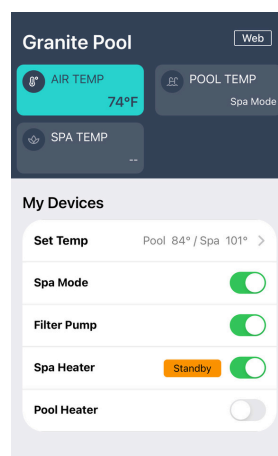 Granite Pool
Web
AIR TEMP
74°F
POOL TEMP
Spa Mode
SPA TEMP
--
My Devices
Set Temp Pool 84° / Spa 101° >
Spa Mode
Filter Pump
Spa Heater Standby
Pool Heater